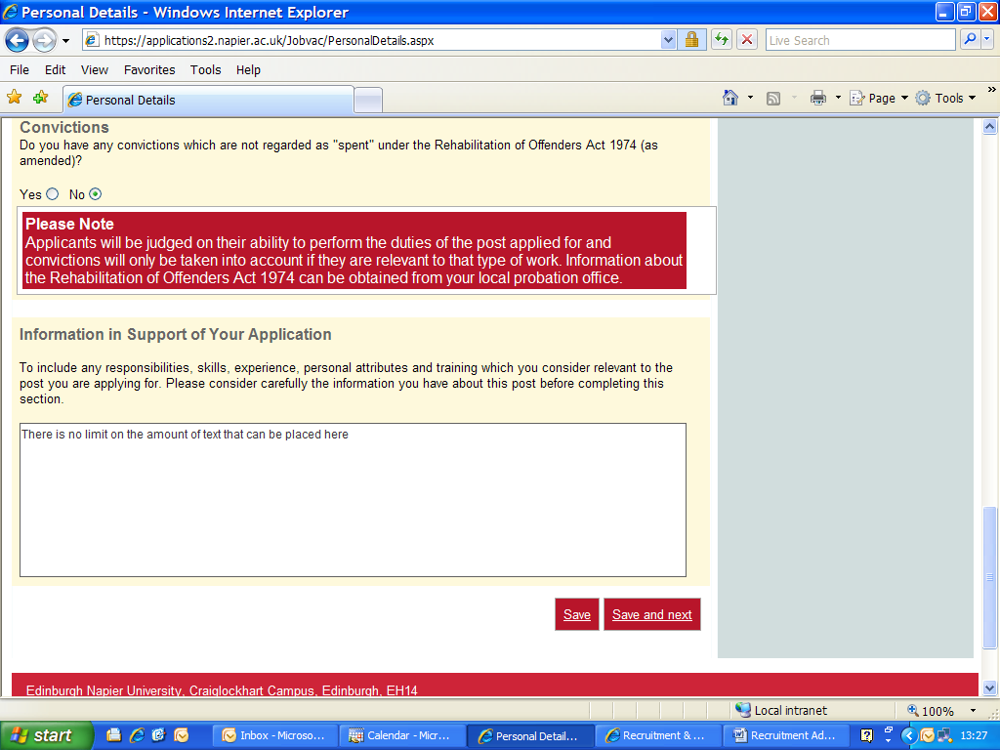 Personal Details - Windows Internet Explorer
https://applications2.napier.ac.uk/Jobvac/PersonalDetails.aspx
Live Search
File Edit View Favorites Tools Help
Personal Details
Page Tools
Convictions
Do you have any convictions which are not regarded as "spent" under the Rehabilitation of Offenders Act 1974 (as
amended)?
Yes No
Please Note
Applicants will be judged on their ability to perform the duties of the post applied for and
convictions will only be taken into account if they are relevant to that type of work. Information about
the Rehabilitation of Offenders Act 1974 can be obtained from your local probation office.
Information in Support of Your Application
To include any responsibilities, skills, experience, personal attributes and training which you consider relevant to the
post you are applying for. Please consider carefully the information you have about this post before completing this
section.
There is no limit on the amount of text that can be placed here
Save Save and next
Edinburgh Napier University, Craiglockhart Campus, Edinburgh, EH14
Local intranet 100%
start Inbox - Microso... Calendar - Micr... Personal Detail... Recruitment & ... Recruitment Ad... 13:27